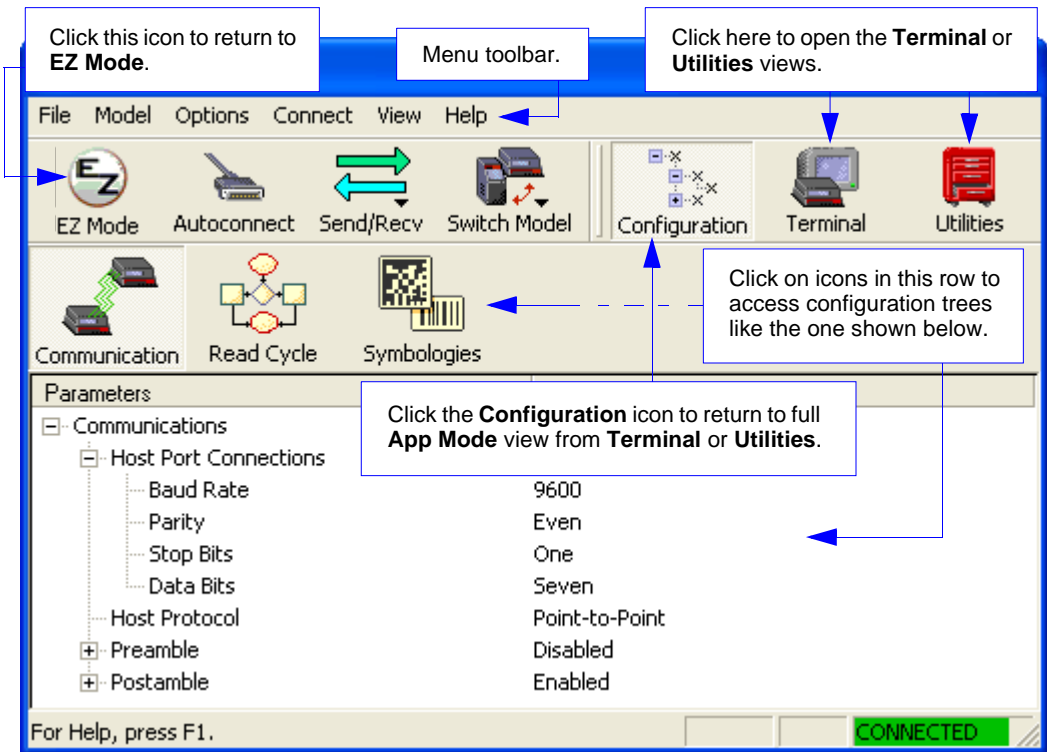 Click this icon to return to
EZ Mode.
Menu toolbar.
Click here to open the Terminal or
Utilities views.
File Model Options Connect View Help
EZ
EZ Mode Autoconnect Send/Recv Switch Model Configuration Terminal Utilities
Click on icons in this row to
access configuration trees
like the one shown below.
Communication Read Cycle Symbologies
Click the Configuration icon to return to full
App Mode view from Terminal or Utilities.
Parameters
Communications
Host Port Connections
Baud Rate 9600
Parity Even
Stop Bits One
Data Bits Seven
Host Protocol Point-to-Point
Preamble Disabled
Postamble Enabled
For Help, press F1. CONNECTED